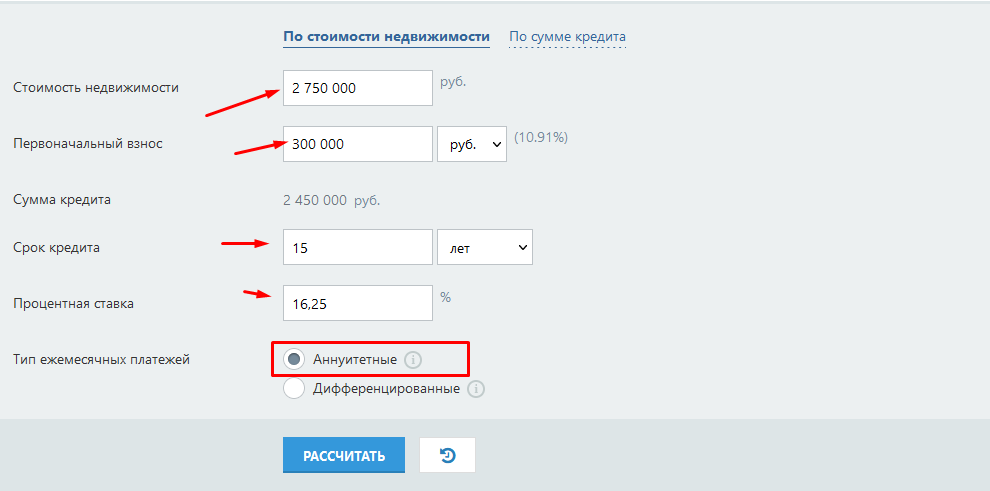 По стоимости недвижимости По сумме кредита
Стоимость недвижимости 2 750 000 руб.
Первоначальный взнос 300 000 руб. (10.91%)
Сумма кредита 2 450 000 руб.
Срок кредита 15 лет
Процентная ставка 16,25 %
Тип ежемесячных платежей Аннуитетные i
Дифференцированные i
РАССЧИТАТЬ